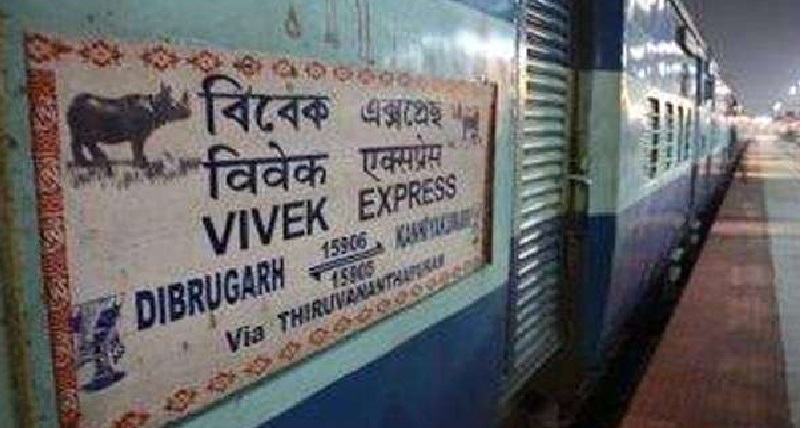 বিবেক এক্সপ্ৰেছ
विवेक एक्सप्रेस
VIVEK EXPRESS
DIBRUGARH 15906 KANNIYAKUMARI
15905
Via THIRUVANANTHAPURAM